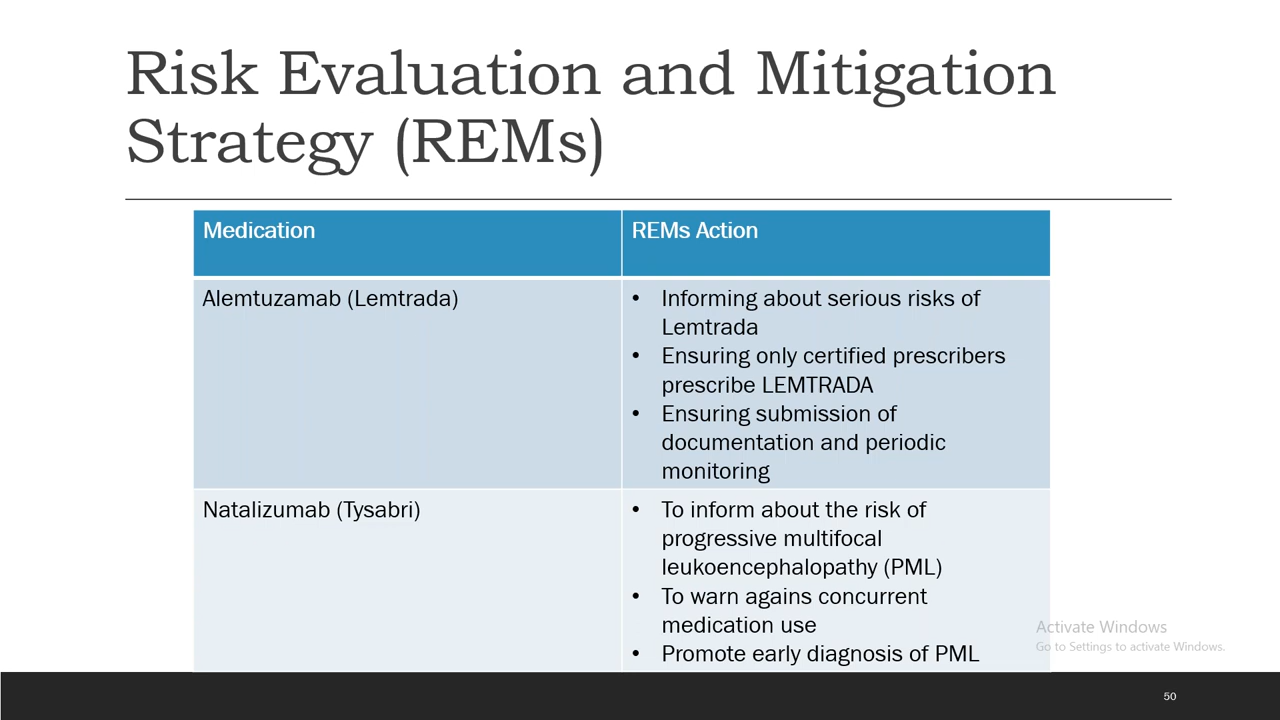 Risk Evaluation and Mitigation
Strategy (REMs)
Medication
REMs Action
Alemtuzamab (Lemtrada)
• Informing about serious risks of
Lemtrada
• Ensuring only certified prescribers
prescribe LEMTRADA
• Ensuring submission of
documentation and periodic
monitoring
Natalizumab (Tysabri)
• To inform about the risk of
progressive multifocal
leukoencephalopathy (PML)
• To warn agains concurrent
medication use
• Promote early diagnosis of PML
Activate Windows
Go to Settings to activate Windows.
50